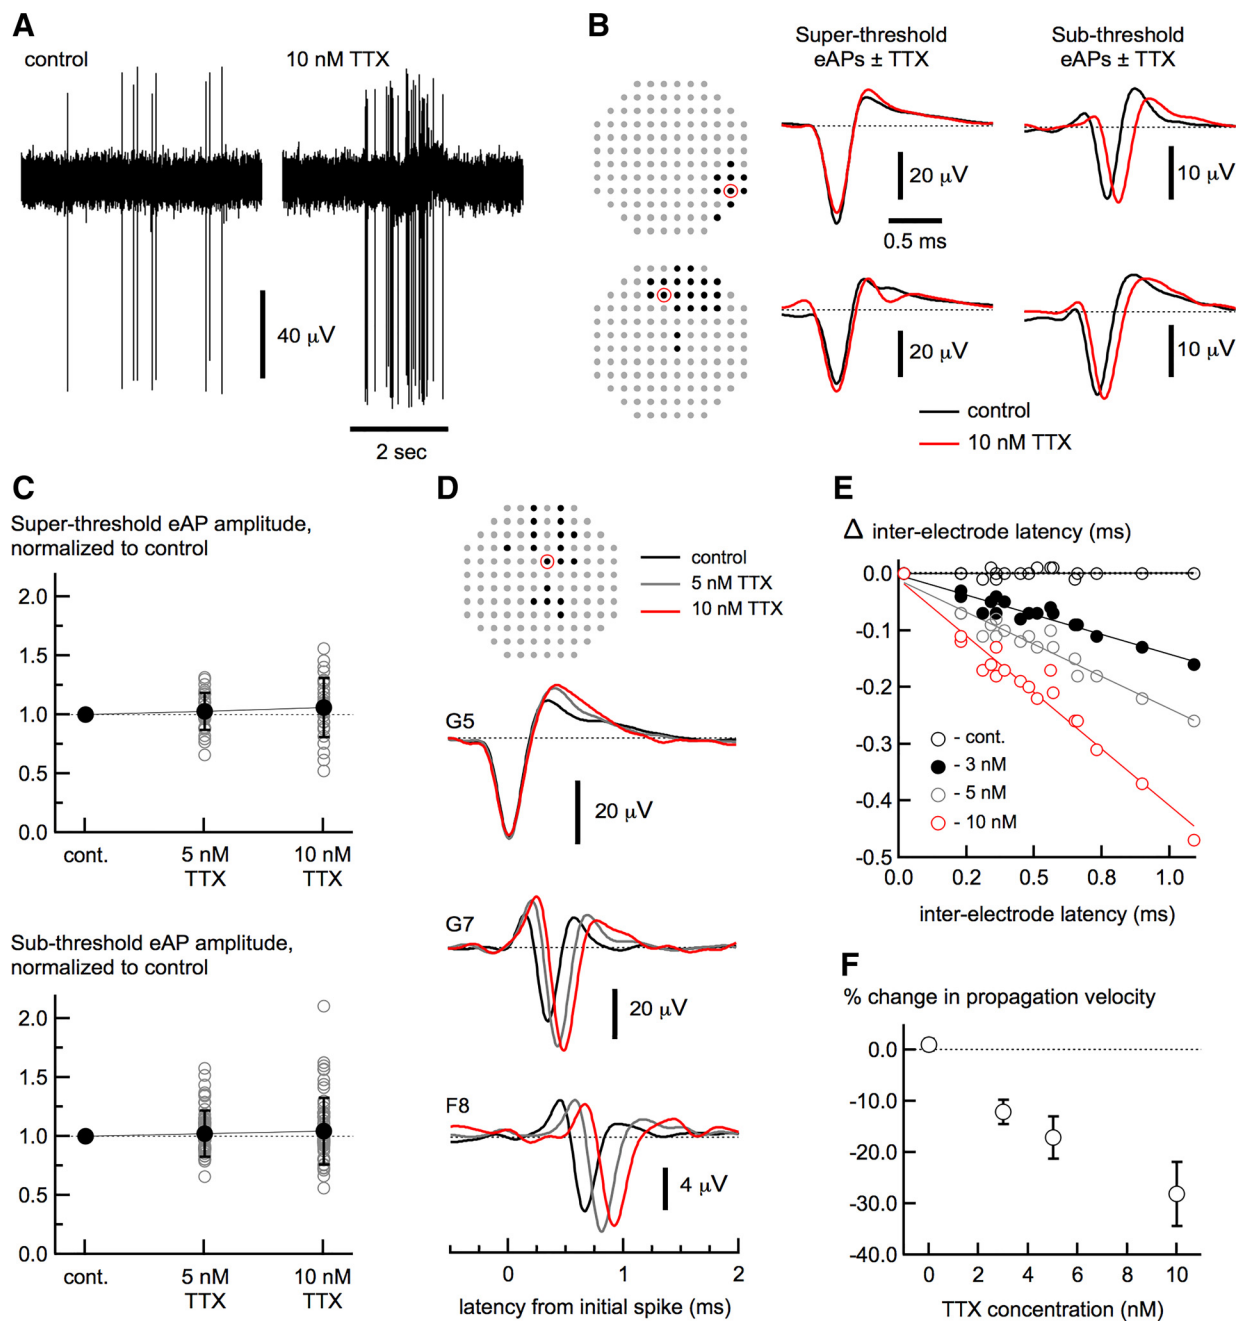 A
control
10 nM TTX
40 μV
2 sec
B
Super-threshold
eAPs ± TTX
Sub-threshold
eAPs ± TTX
20 μV
10 μV
0.5 ms
20 μV
10 μV
control
10 nM TTX
C
Super-threshold eAP amplitude,
normalized to control
2.0
1.5
1.0
0.5
0.0
cont.
5 nM
TTX
10 nM
TTX
Sub-threshold eAP amplitude,
normalized to control
2.0
1.5
1.0
0.5
0.0
cont.
5 nM
TTX
10 nM
TTX
D
control
5 nM TTX
10 nM TTX
G5
20 μV
G7
20 μV
F8
4 μV
0 1 2
latency from initial spike (ms)
E
Δ inter-electrode latency (ms)
0.0
-0.1
-0.2
-0.3
-0.4
-0.5
- cont.
- 3 nM
- 5 nM
- 10 nM
0.0 0.2 0.5 0.8 1.0
inter-electrode latency (ms)
F
% change in propagation velocity
0.0
-10.0
-20.0
-30.0
-40.0
0 2 4 6 8 10
TTX concentration (nM)